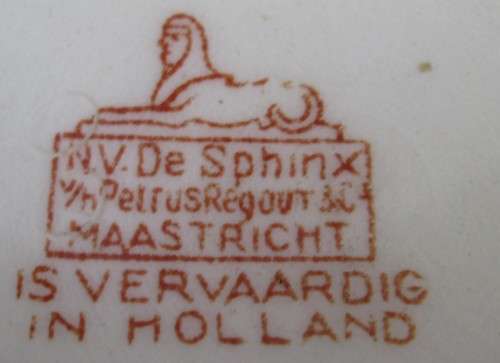 N.V. De Sphinx
v/h Petrus Regout & Cº
MAASTRICHT
IS VERVAARDIG
IN HOLLAND